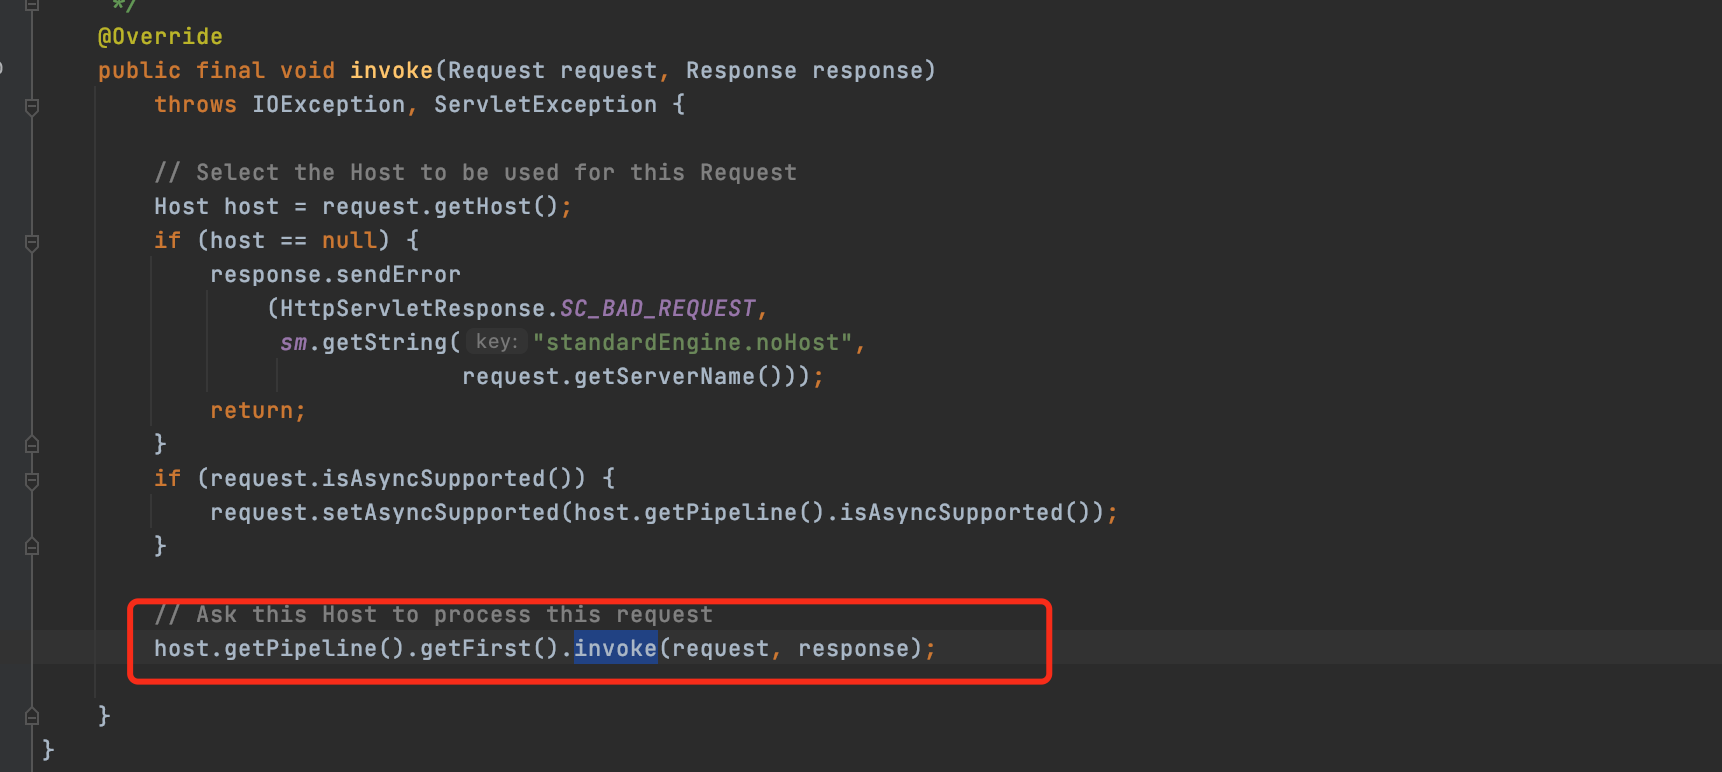 */
@Override
public final void invoke(Request request, Response response)
throws IOException, ServletException {
// Select the Host to be used for this Request
Host host = request.getHost();
if (host == null) {
response.sendError
(HttpServletResponse.SC_BAD_REQUEST,
sm.getString( key: "standardEngine.noHost",
request.getServerName()));
return;
}
if (request.isAsyncSupported()) {
request.setAsyncSupported(host.getPipeline().isAsyncSupported());
}
// Ask this Host to process this request
host.getPipeline().getFirst().invoke(request, response);
}
}